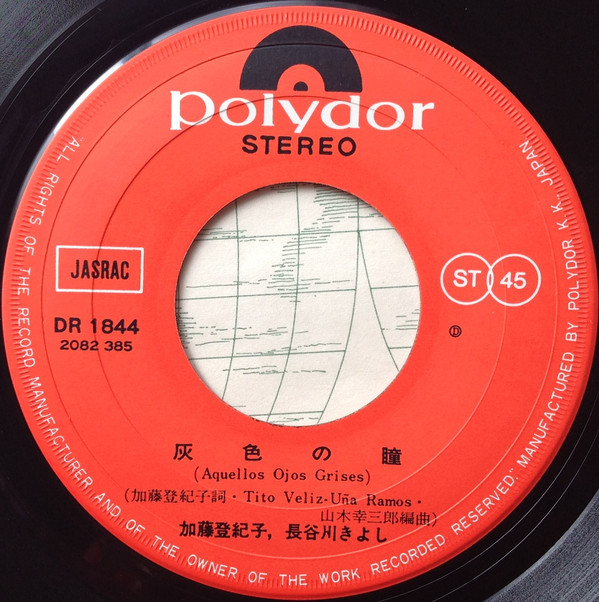 polydor
STEREO
JASRAC
ST 45
DR 1844
2082 385
Ⓓ
灰色の瞳
(Aquellos Ojos Grises)
(加藤登紀子詞・Tito Veliz-Uña Ramos・
山木幸三郎編曲)
加藤登紀子, 長谷川きよし
"ALL RIGHTS OF THE RECORD MANUFACTURER AND OF THE OWNER OF THE WORK RECORDED RESERVED." MANUFACTURED BY POLYDOR K.K., JAPAN